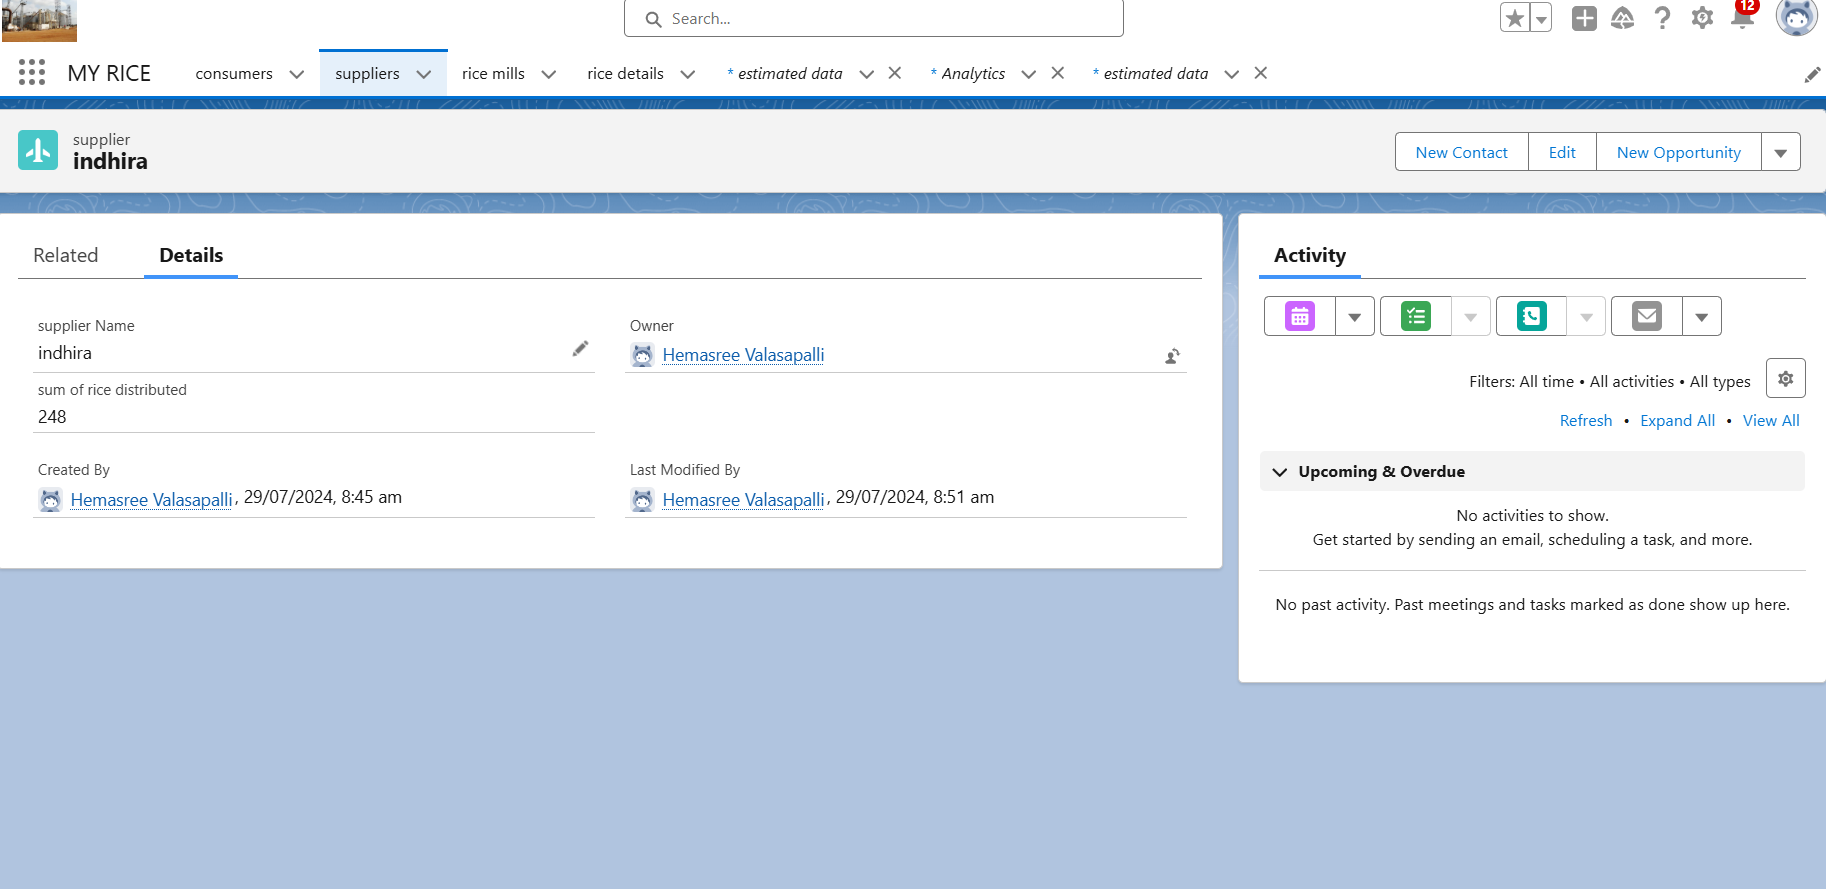 Search...
12
MY RICE
consumers
suppliers
rice mills
rice details
* estimated data
* Analytics
* estimated data
supplier
indhira
New Contact
Edit
New Opportunity
Related
Details
supplier Name
indhira
Owner
Hemasree Valasapalli
sum of rice distributed
248
Created By
Hemasree Valasapalli, 29/07/2024, 8:45 am
Last Modified By
Hemasree Valasapalli, 29/07/2024, 8:51 am
Activity
Filters: All time • All activities • All types
Refresh • Expand All • View All
Upcoming & Overdue
No activities to show.
Get started by sending an email, scheduling a task, and more.
No past activity. Past meetings and tasks marked as done show up here.